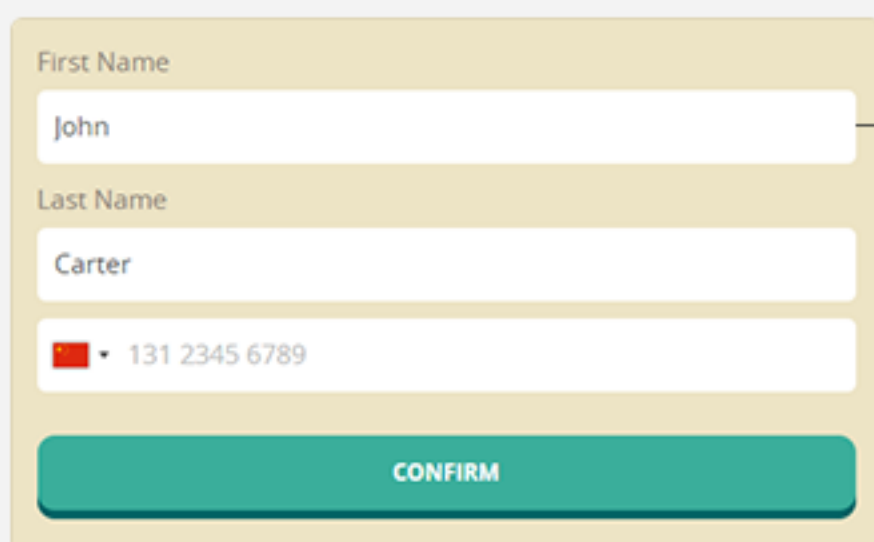 First Name
John
Last Name
Carter
131 2345 6789
CONFIRM